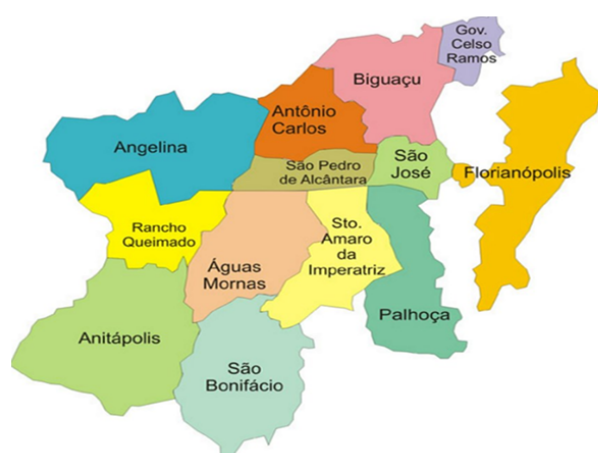 Gov.
Celso
Ramos
Biguaçu
Antônio
Carlos
Angelina
São Pedro
de Alcântara
São
José
Florianópolis
Rancho
Queimado
Sto.
Amaro
da
Imperatriz
Águas
Mornas
Palhoça
Anitápolis
São
Bonifácio